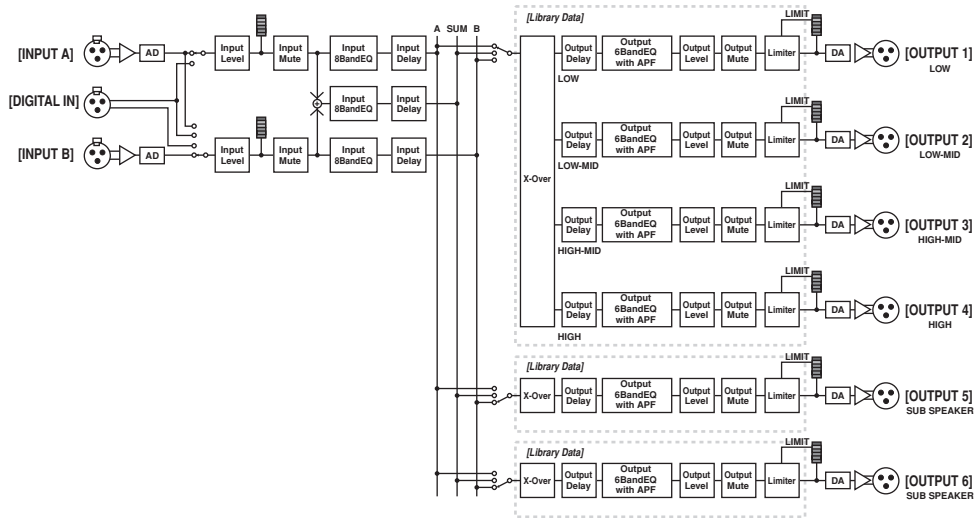 [Library Data]
A SUM B
LIMIT
[INPUT A]
AD
Input Level
Input Mute
Input 8BandEQ
Input Delay
Output Delay
Output 6BandEQ with APF
Output Level
Output Mute
Limiter
DA
[OUTPUT 1]
LOW
LOW
[DIGITAL IN]
Input 8BandEQ
Input Delay
LIMIT
[INPUT B]
AD
Input Level
Input Mute
Input 8BandEQ
Input Delay
X-Over
Output Delay
Output 6BandEQ with APF
Output Level
Output Mute
Limiter
DA
[OUTPUT 2]
LOW-MID
LOW-MID
LIMIT
Output Delay
Output 6BandEQ with APF
Output Level
Output Mute
Limiter
DA
[OUTPUT 3]
HIGH-MID
HIGH-MID
LIMIT
Output Delay
Output 6BandEQ with APF
Output Level
Output Mute
Limiter
DA
[OUTPUT 4]
HIGH
HIGH
[Library Data]
LIMIT
X-Over
Output Delay
Output 6BandEQ with APF
Output Level
Output Mute
Limiter
DA
[OUTPUT 5]
SUB SPEAKER
[Library Data]
LIMIT
X-Over
Output Delay
Output 6BandEQ with APF
Output Level
Output Mute
Limiter
DA
[OUTPUT 6]
SUB SPEAKER